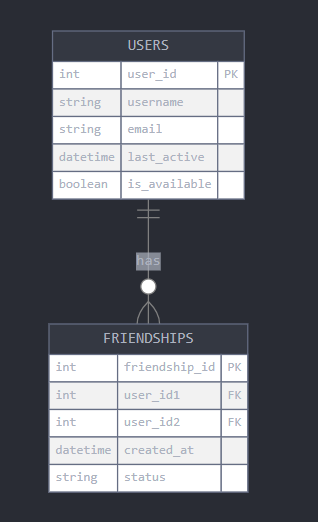 USERS
int user_id PK
string username
string email
datetime last_active
boolean is_available
has
FRIENDSHIPS
int friendship_id PK
int user_id1 FK
int user_id2 FK
datetime created_at
string status